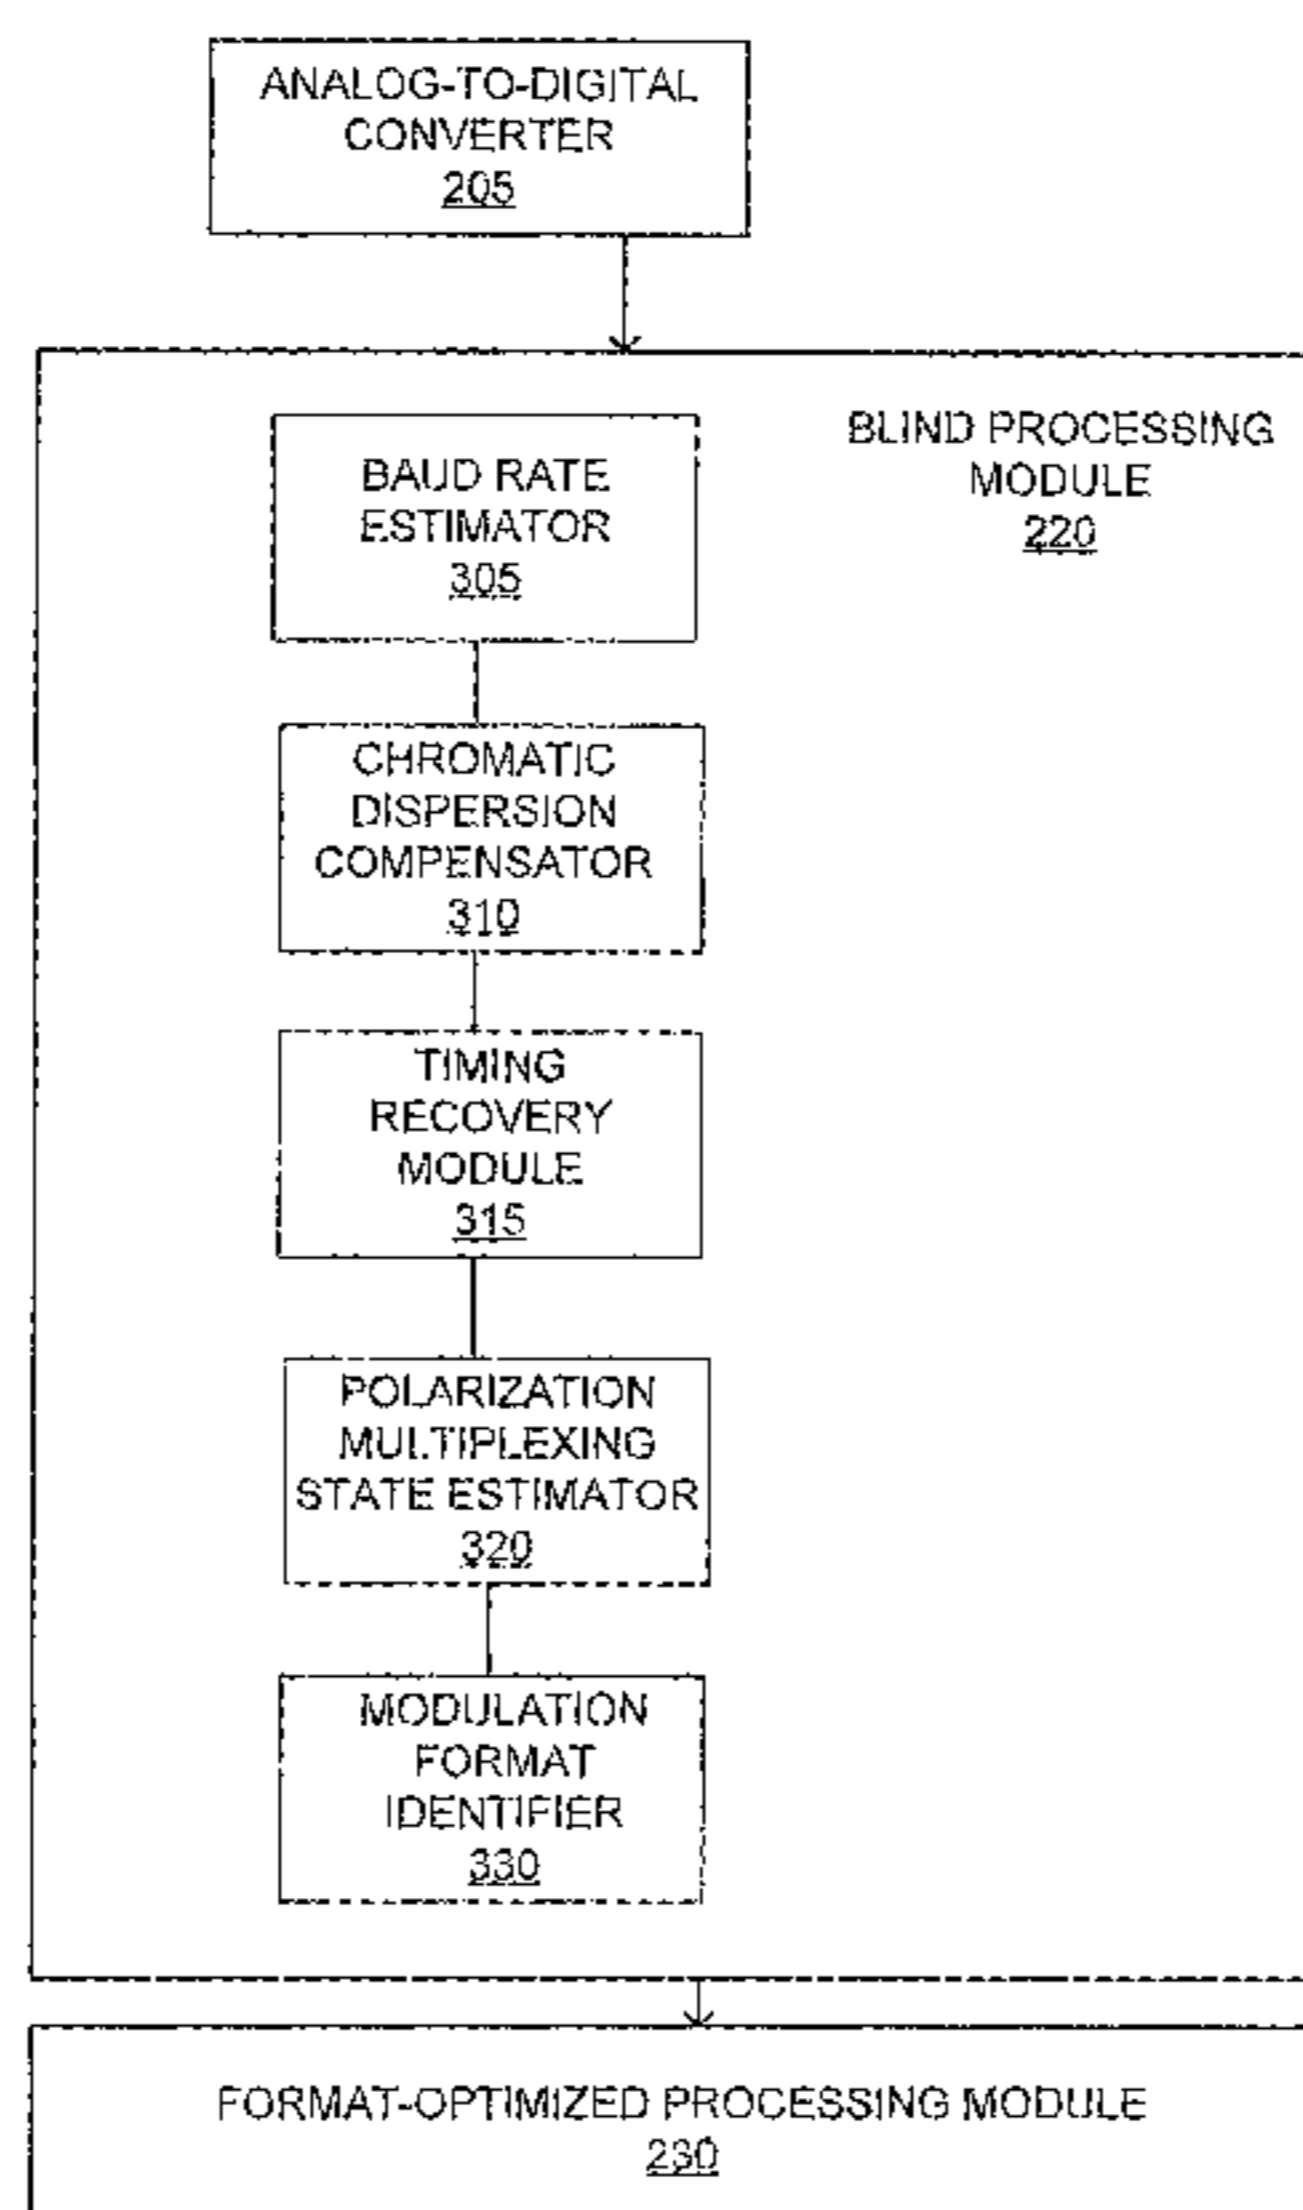 ANALOG-TO-DIGITAL
CONVERTER
205
BLIND PROCESSING
MODULE
220
BAUD RATE
ESTIMATOR
305
CHROMATIC
DISPERSION
COMPENSATOR
310
TIMING
RECOVERY
MODULE
315
POLARIZATION
MULTIPLEXING
STATE ESTIMATOR
320
MODULATION
FORMAT
IDENTIFIER
330
FORMAT-OPTIMIZED PROCESSING MODULE
230